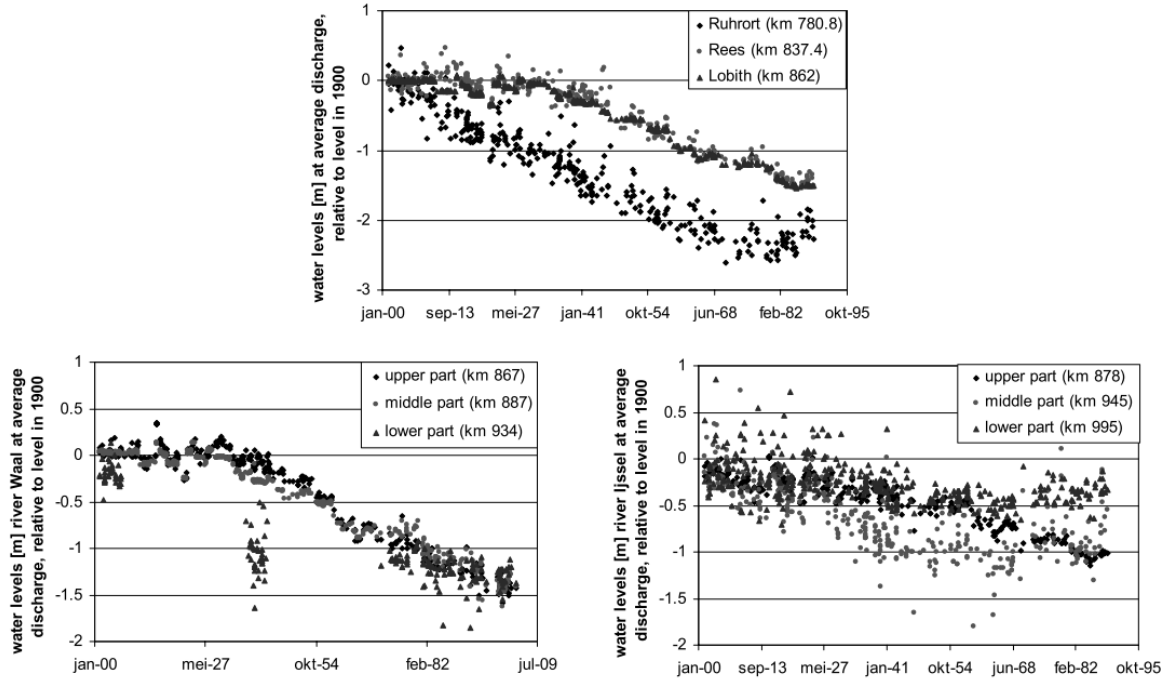 water levels [m] at average discharge,
relative to level in 1900
1
0
-1
-2
-3
jan-00 sep-13 mei-27 jan-41 okt-54 jun-68 feb-82 okt-95
Ruhrort (km 780.8)
Rees (km 837.4)
Lobith (km 862)
water levels [m] river Waal at average
discharge, relative to level in 1900
1
0.5
0
-0.5
-1
-1.5
-2
jan-00 mei-27 okt-54 feb-82 jul-09
upper part (km 867)
middle part (km 887)
lower part (km 934)
water levels [m] river Ijssel at average
discharge, relative to level in 1900
1
0.5
0
-0.5
-1
-1.5
-2
jan-00 sep-13 mei-27 jan-41 okt-54 jun-68 feb-82 okt-95
upper part (km 878)
middle part (km 945)
lower part (km 995)